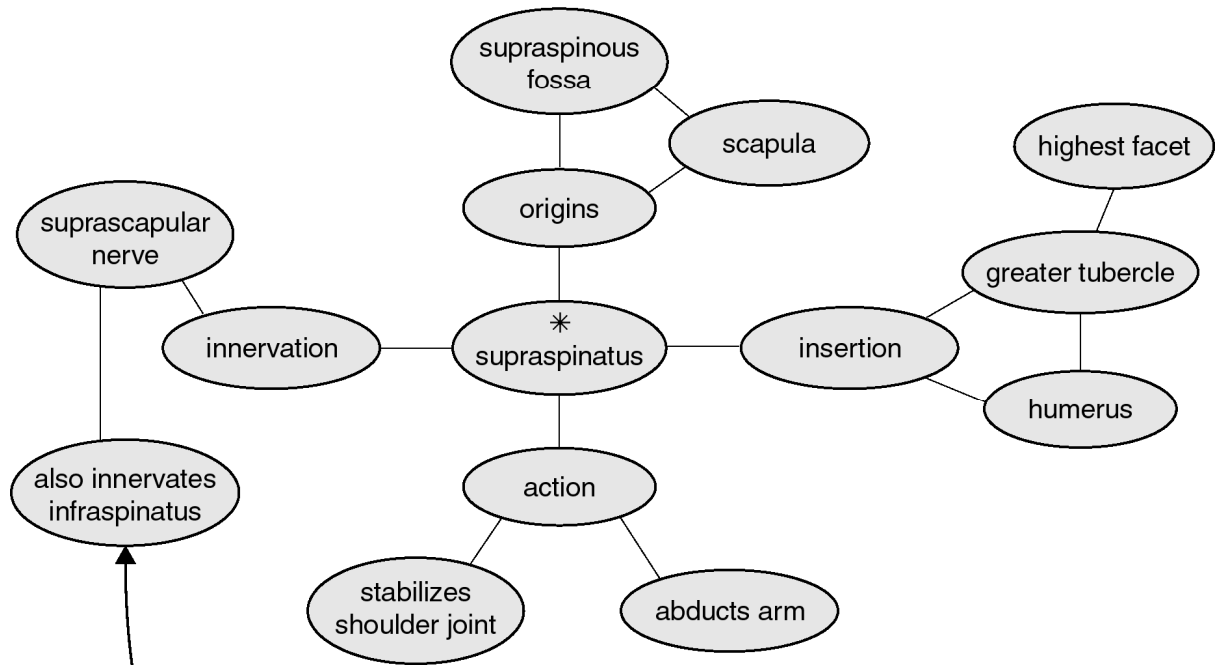 supraspinous
fossa
scapula
highest facet
origins
suprascapular
nerve
greater tubercle
innervation
*
supraspinatus
insertion
humerus
also innervates
infraspinatus
action
stabilizes
shoulder joint
abducts arm